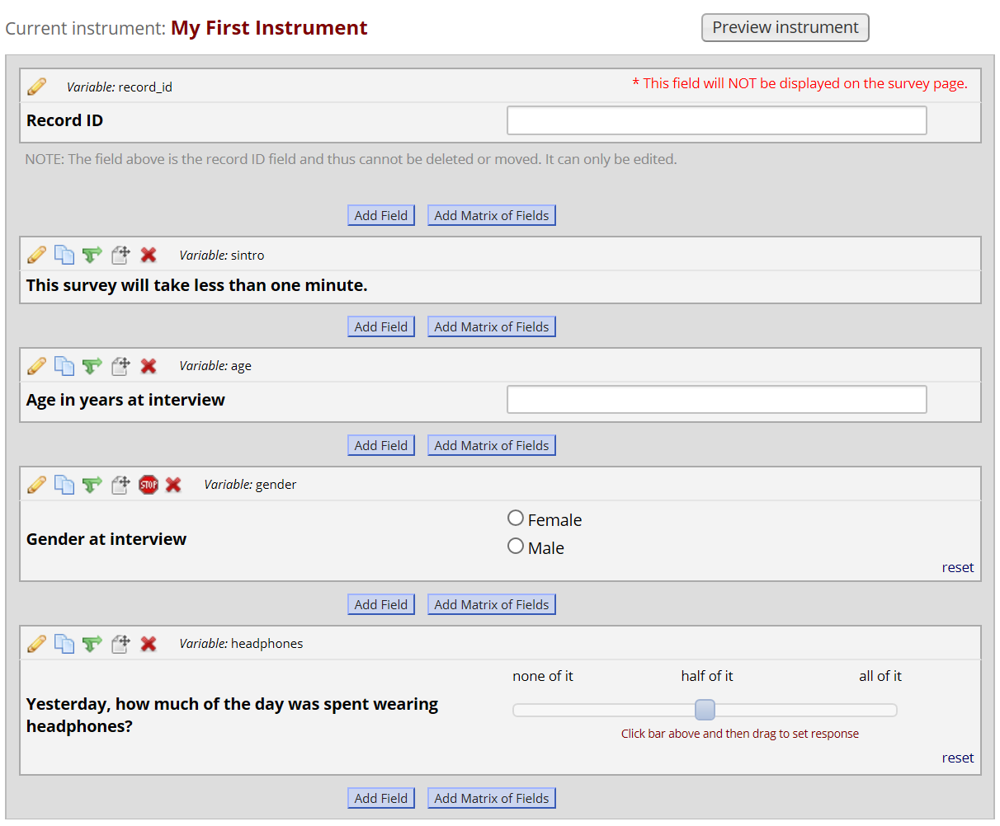 Current instrument: My First Instrument
Preview instrument
Variable: record_id
* This field will NOT be displayed on the survey page.
Record ID
NOTE: The field above is the record ID field and thus cannot be deleted or moved. It can only be edited.
Add Field
Add Matrix of Fields
Variable: sintro
This survey will take less than one minute.
Add Field
Add Matrix of Fields
Variable: age
Age in years at interview
Add Field
Add Matrix of Fields
STOP
Variable: gender
Gender at interview
Female
Male
reset
Add Field
Add Matrix of Fields
Variable: headphones
none of it
half of it
all of it
Yesterday, how much of the day was spent wearing
headphones?
Click bar above and then drag to set response
reset
Add Field
Add Matrix of Fields